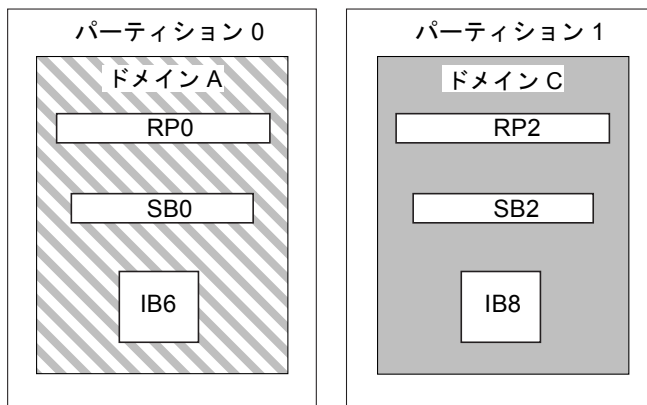 パーティション 0
ドメイン A
RP0
SB0
IB6
パーティション 1
ドメイン C
RP2
SB2
IB8